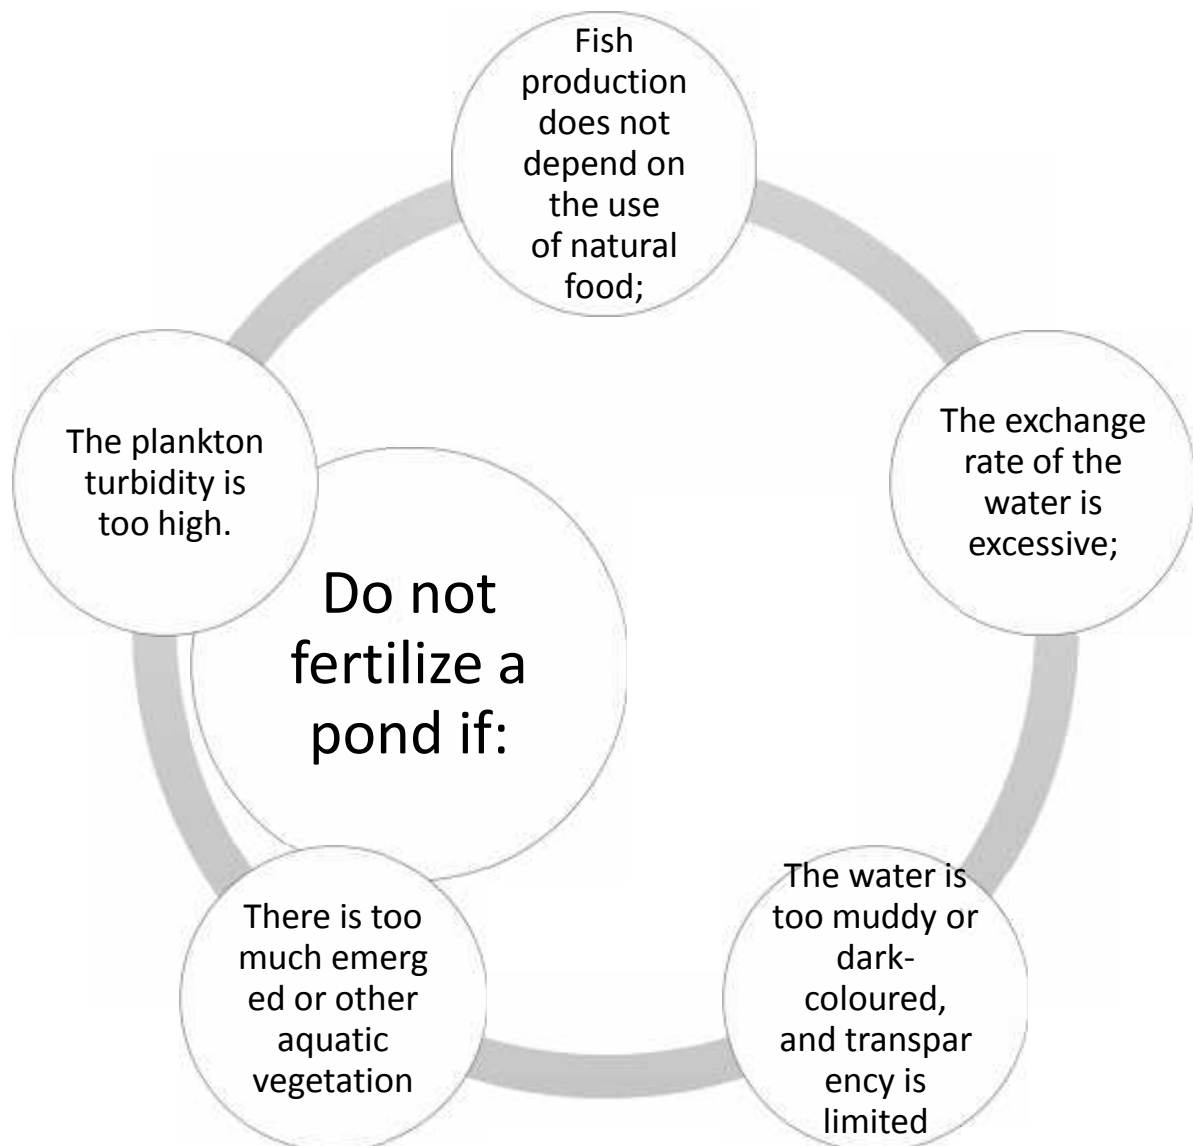 Do not
fertilize a
pond if:
Fish
production
does not
depend on
the use
of natural
food;
The exchange
rate of the
water is
excessive;
The water is
too muddy or
dark-
coloured,
and transpar
ency is
limited
There is too
much emerg
ed or other
aquatic
vegetation
The plankton
turbidity is
too high.